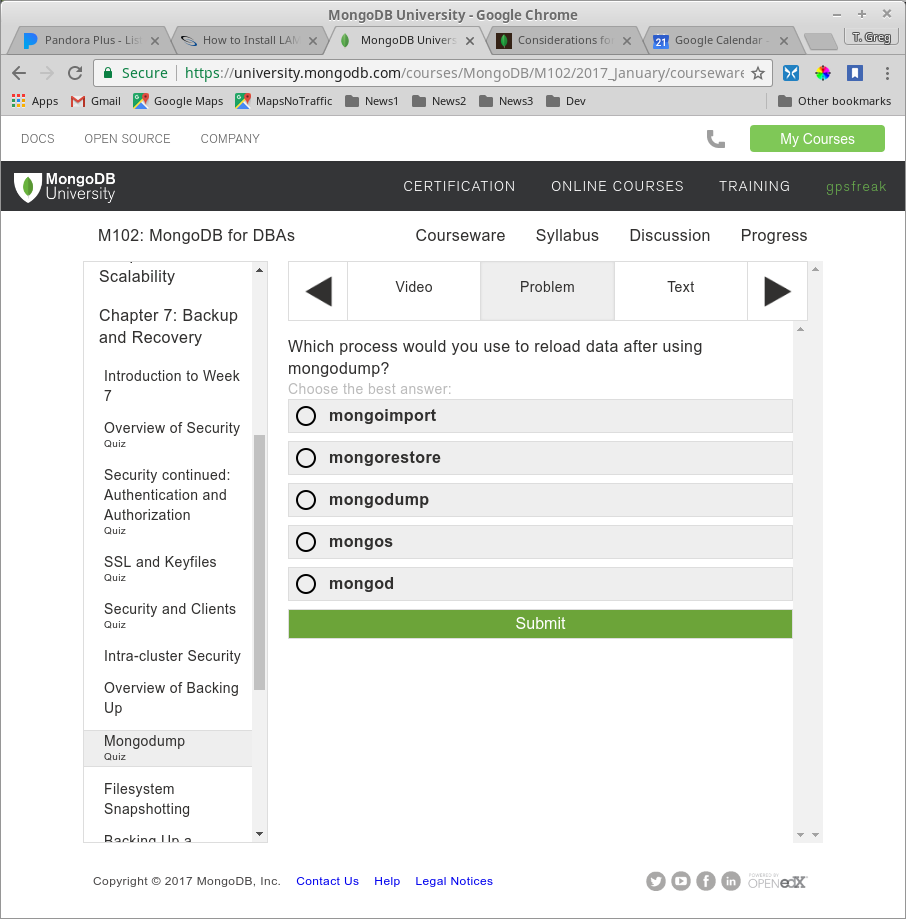 MongoDB University - Google Chrome
Pandora Plus - List
How to Install LAM
MongoDB Univers
Considerations for
Google Calendar -
T. Greg
Secure
https://university.mongodb.com/courses/MongoDB/M102/2017_January/courseware
Apps
Gmail
Google Maps
MapsNoTraffic
News1
News2
News3
Dev
Other bookmarks
DOCS
OPEN SOURCE
COMPANY
My Courses
MongoDB
University
CERTIFICATION
ONLINE COURSES
TRAINING
gpsfreak
M102: MongoDB for DBAs
Courseware
Syllabus
Discussion
Progress
Scalability
Chapter 7: Backup
and Recovery
Introduction to Week
7
Overview of Security
Quiz
Security continued:
Authentication and
Authorization
Quiz
SSL and Keyfiles
Quiz
Security and Clients
Quiz
Intra-cluster Security
Overview of Backing
Up
Mongodump
Quiz
Filesystem
Snapshotting
Backing Up a
Video
Problem
Text
Which process would you use to reload data after using
mongodump?
Choose the best answer:
mongoimport
mongorestore
mongodump
mongos
mongod
Submit
Copyright © 2017 MongoDB, Inc.
Contact Us
Help
Legal Notices
POWERED BY
OPEN edX